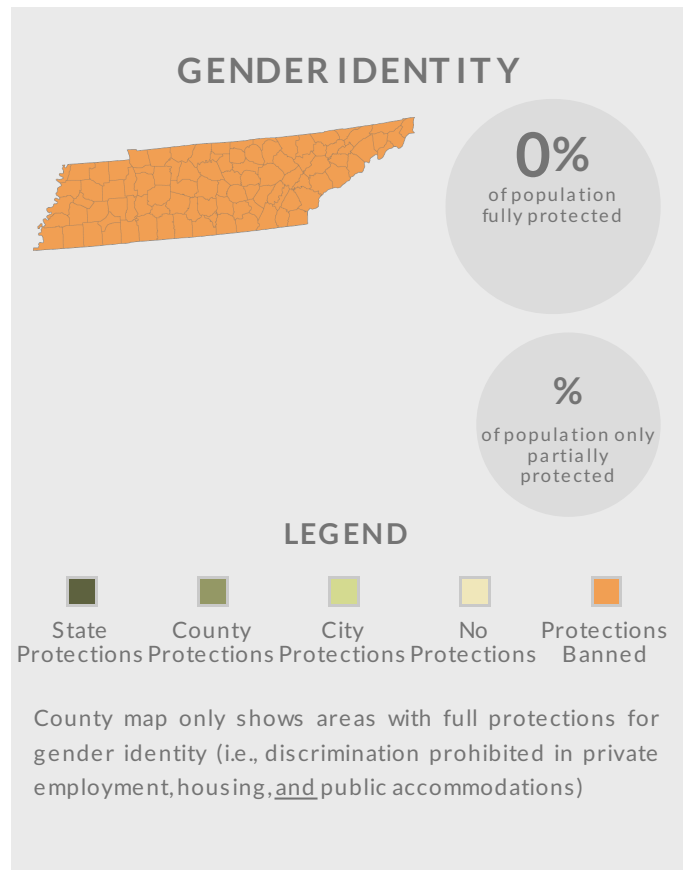 GENDER IDENTITY
0%
of population
fully protected
%
of population only
partially
protected
LEGEND
State
Protections
County
Protections
City
Protections
No
Protections
Protections
Banned
County map only shows areas with full protections for
gender identity (i.e., discrimination prohibited in private
employment, housing, and public accommodations)